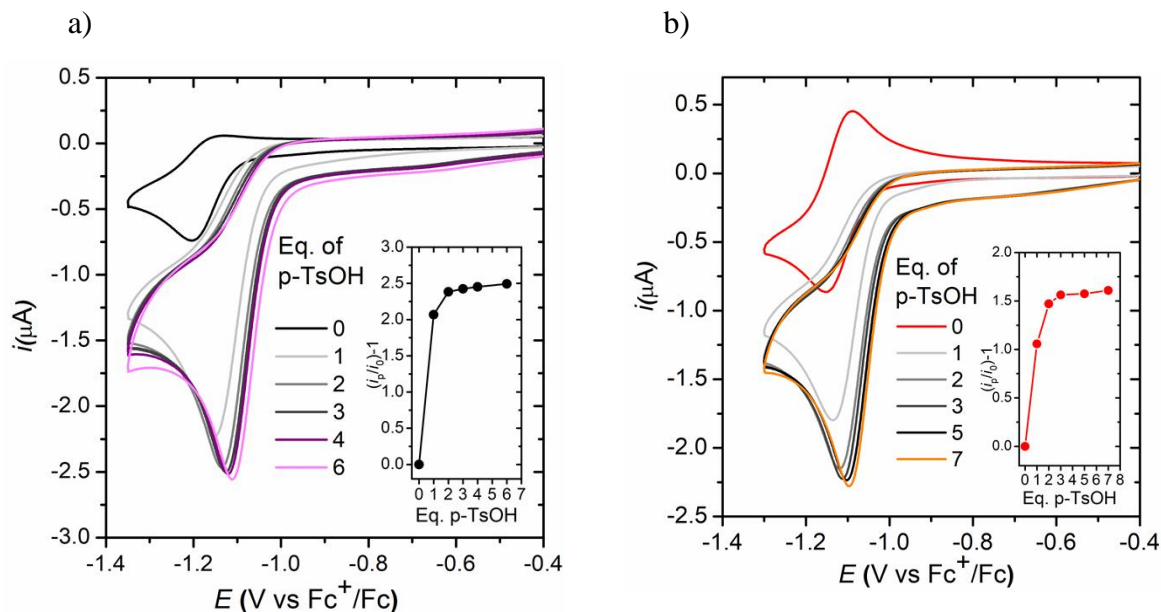 a)
0.5
0.0
-0.5
-1.0
-1.5
-2.0
-2.5
-3.0
i(μA)
Eq. of
p-TsOH
0
1
2
3
4
6
3.0
2.5
2.0
1.5
1.0
0.5
0.0
(ip/i0)-1
0 1 2 3 4 5 6 7
Eq. p-TsOH
-1.4 -1.2 -1.0 -0.8 -0.6 -0.4
E (V vs Fc+/Fc)
b)
1.0
0.5
0.0
-0.5
-1.0
-1.5
-2.0
-2.5
i(μA)
Eq. of
p-TsOH
0
1
2
3
5
7
2.0
1.5
1.0
0.5
0.0
(ip/i0)-1
0 1 2 3 4 5 6 7 8
Eq. p-TsOH
-1.4 -1.2 -1.0 -0.8 -0.6 -0.4
E (V vs Fc+/Fc)